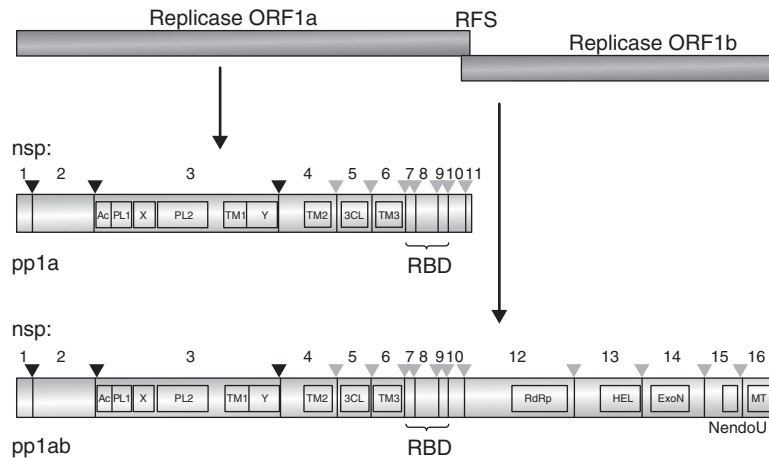 Replicase ORF1a
RFS
Replicase ORF1b
nsp:
1 2 3 4 5 6 7 8 9 10 11
Ac PL1 X PL2 TM1 Y TM2 3CL TM3
RBD
pp1a
nsp:
1 2 3 4 5 6 7 8 9 10 12 13 14 15 16
Ac PL1 X PL2 TM1 Y TM2 3CL TM3 RdRp HEL ExoN MT
NendoU
RBD
pp1ab